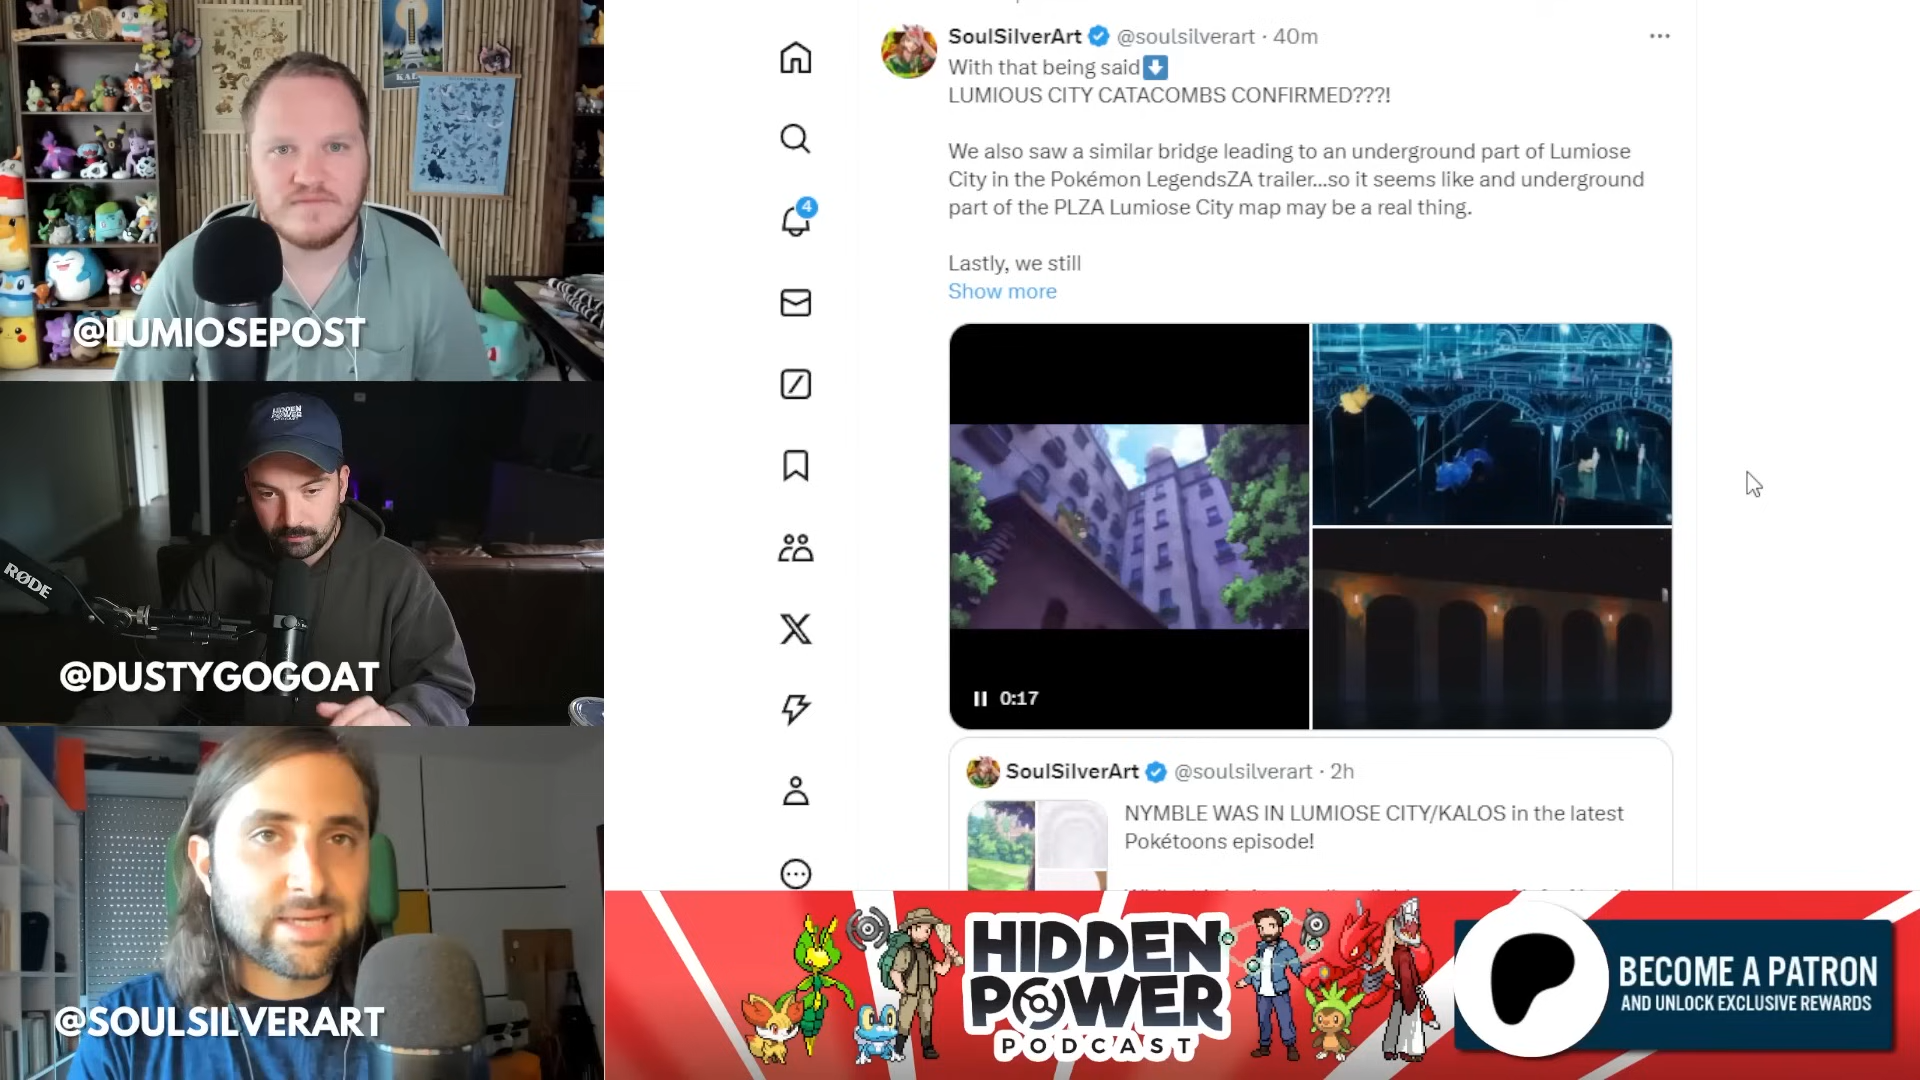 KAL
@LUMIOSEPOST
HIDDEN
POWER
RØDE
@DUSTYGOGOAT
@SOULSILVERART
SoulSilverArt @soulsilverart · 40m
With that being said
LUMIOUS CITY CATACOMBS CONFIRMED???!
We also saw a similar bridge leading to an underground part of Lumiose
City in the Pokémon LegendsZA trailer...so it seems like and underground
part of the PLZA Lumiose City map may be a real thing.
Lastly, we still
Show more
4
0:17
SoulSilverArt @soulsilverart · 2h
NYMBLE WAS IN LUMIOSE CITY/KALOS in the latest
Pokétoons episode!
HIDDEN
POWER
PODCAST
BECOME A PATRON
AND UNLOCK EXCLUSIVE REWARDS